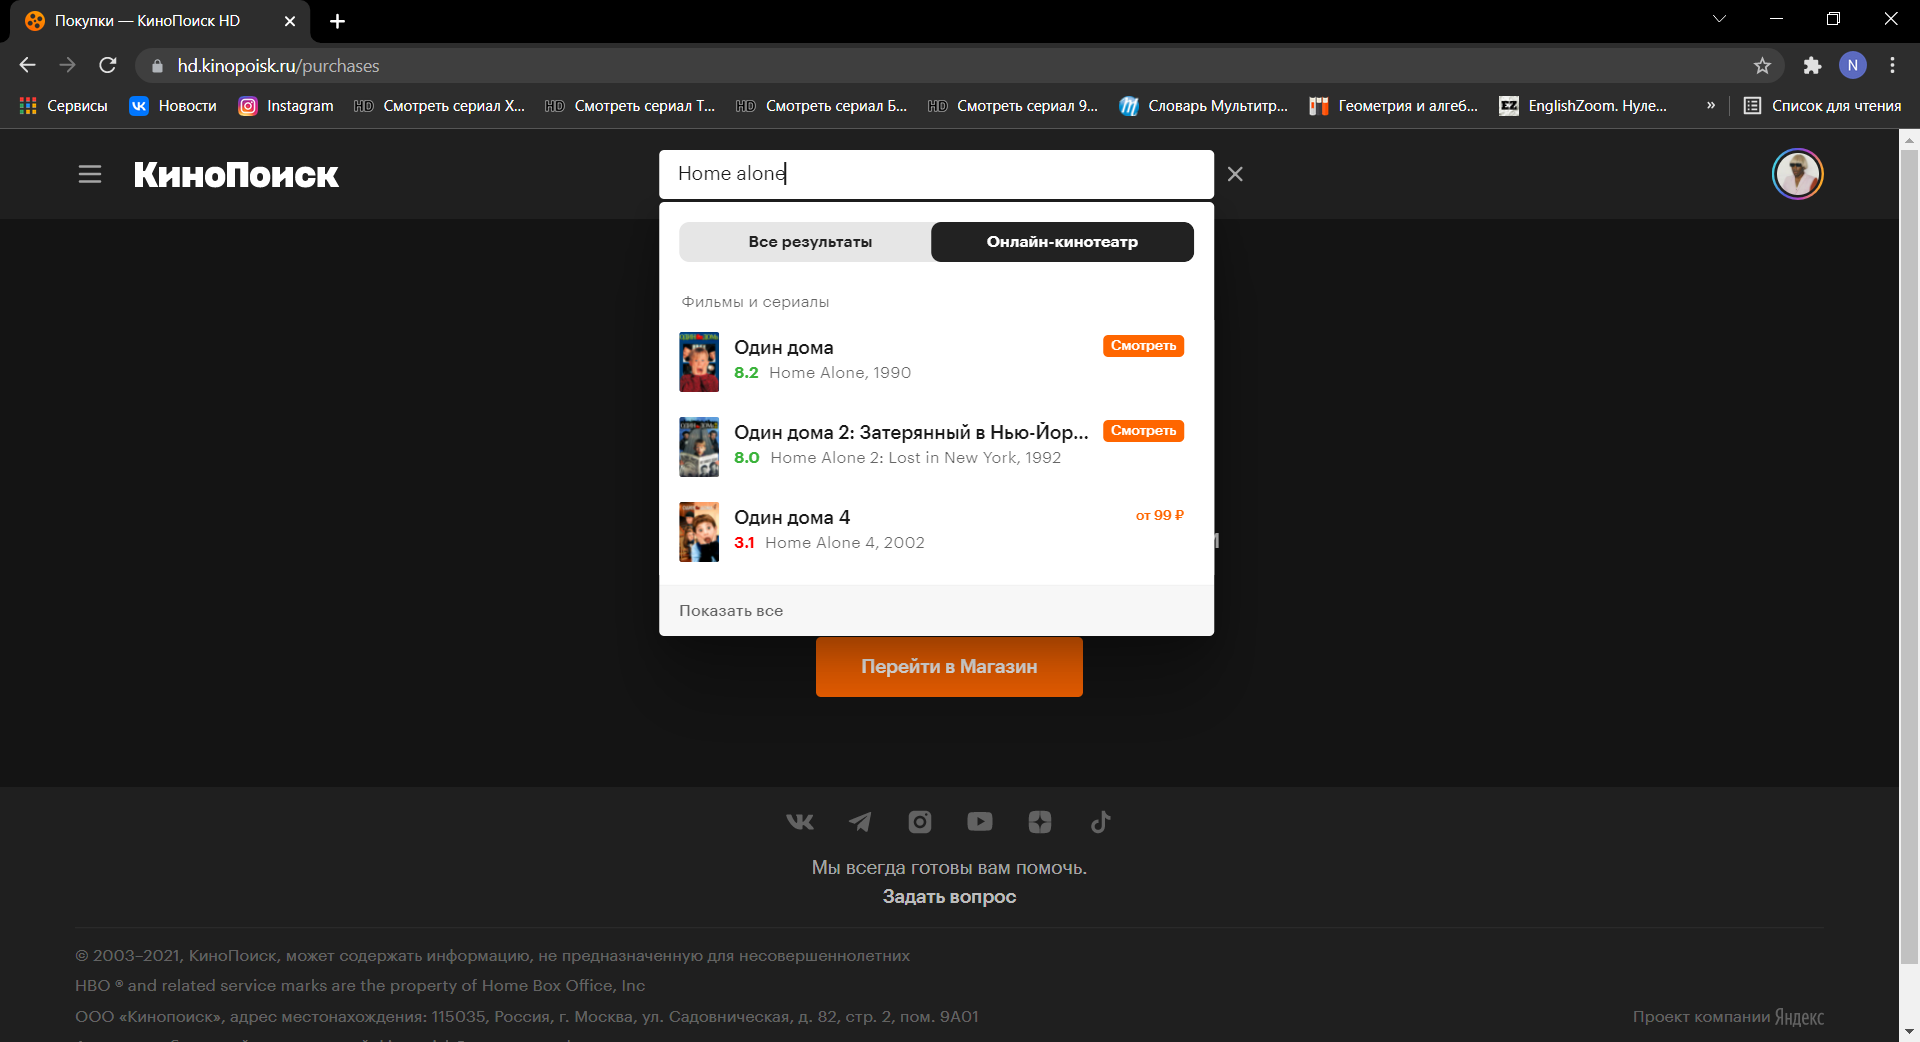 Покупки — КиноПоиск HD
hd.kinopoisk.ru/purchases
N
Сервисы
Новости
Instagram
HD Смотреть сериал Х...
HD Смотреть сериал Т...
HD Смотреть сериал Б...
HD Смотреть сериал 9...
Словарь Мультитр...
Геометрия и алгеб...
EZ EnglishZoom. Нуле...
»
Список для чтения
КиноПоиск
Home alone
Все результаты
Онлайн-кинотеатр
Фильмы и сериалы
Один дома
Смотреть
8.2 Home Alone, 1990
Один дома 2: Затерянный в Нью-Йор...
Смотреть
8.0 Home Alone 2: Lost in New York, 1992
Один дома 4
от 99 ₽
3.1 Home Alone 4, 2002
Показать все
Перейти в Магазин
Мы всегда готовы вам помочь.
Задать вопрос
© 2003–2021, КиноПоиск, может содержать информацию, не предназначенную для несовершеннолетних
HBO ® and related service marks are the property of Home Box Office, Inc
ООО «Кинопоиск», адрес местонахождения: 115035, Россия, г. Москва, ул. Садовническая, д. 82, стр. 2, пом. 9А01
Проект компании Яндекс